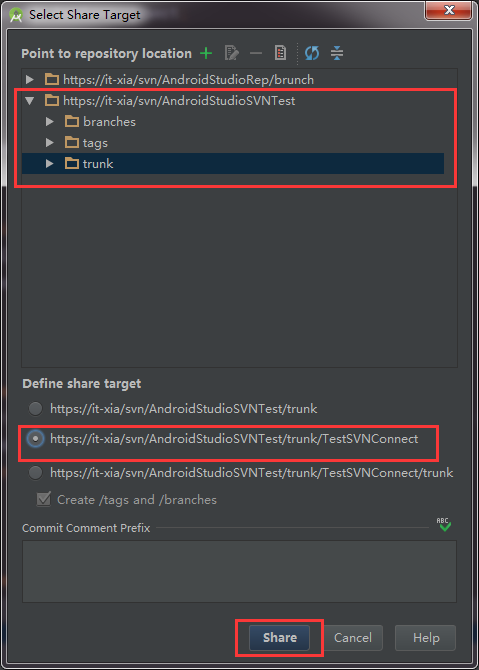 Select Share Target
Point to repository location
https://it-xia/svn/AndroidStudioRep/brunch
https://it-xia/svn/AndroidStudioSVNTest
branches
tags
trunk
Define share target
https://it-xia/svn/AndroidStudioSVNTest/trunk
https://it-xia/svn/AndroidStudioSVNTest/trunk/TestSVNConnect
https://it-xia/svn/AndroidStudioSVNTest/trunk/TestSVNConnect/trunk
Create /tags and /branches
Commit Comment Prefix
ABC
Share Cancel Help